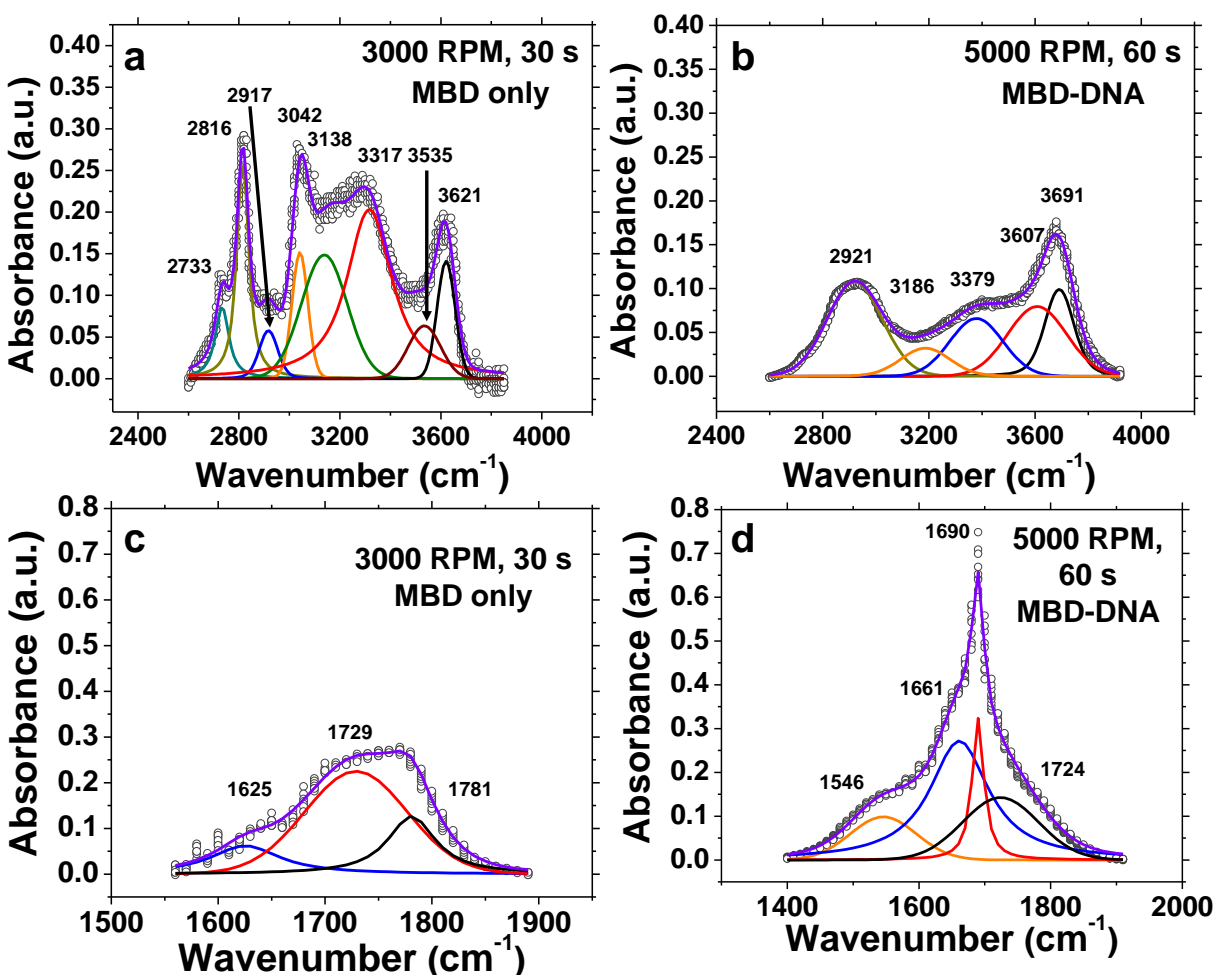 a
3000 RPM, 30 s
MBD only
2733
2816
2917
3042
3138
3317
3535
3621
0.40
0.35
0.30
0.25
0.20
0.15
0.10
0.05
0.00
Absorbance (a.u.)
2400 2800 3200 3600 4000
Wavenumber (cm-1)
b
5000 RPM, 60 s
MBD-DNA
2921
3186
3379
3607
3691
0.40
0.35
0.30
0.25
0.20
0.15
0.10
0.05
0.00
Absorbance (a.u.)
2400 2800 3200 3600 4000
Wavenumber (cm-1)
c
3000 RPM, 30 s
MBD only
1625
1729
1781
0.8
0.7
0.6
0.5
0.4
0.3
0.2
0.1
0.0
Absorbance (a.u.)
1500 1600 1700 1800 1900
Wavenumber (cm-1)
d
5000 RPM,
60 s
MBD-DNA
1546
1661
1690
1724
0.8
0.7
0.6
0.5
0.4
0.3
0.2
0.1
0.0
Absorbance (a.u.)
1400 1600 1800 2000
Wavenumber (cm-1)